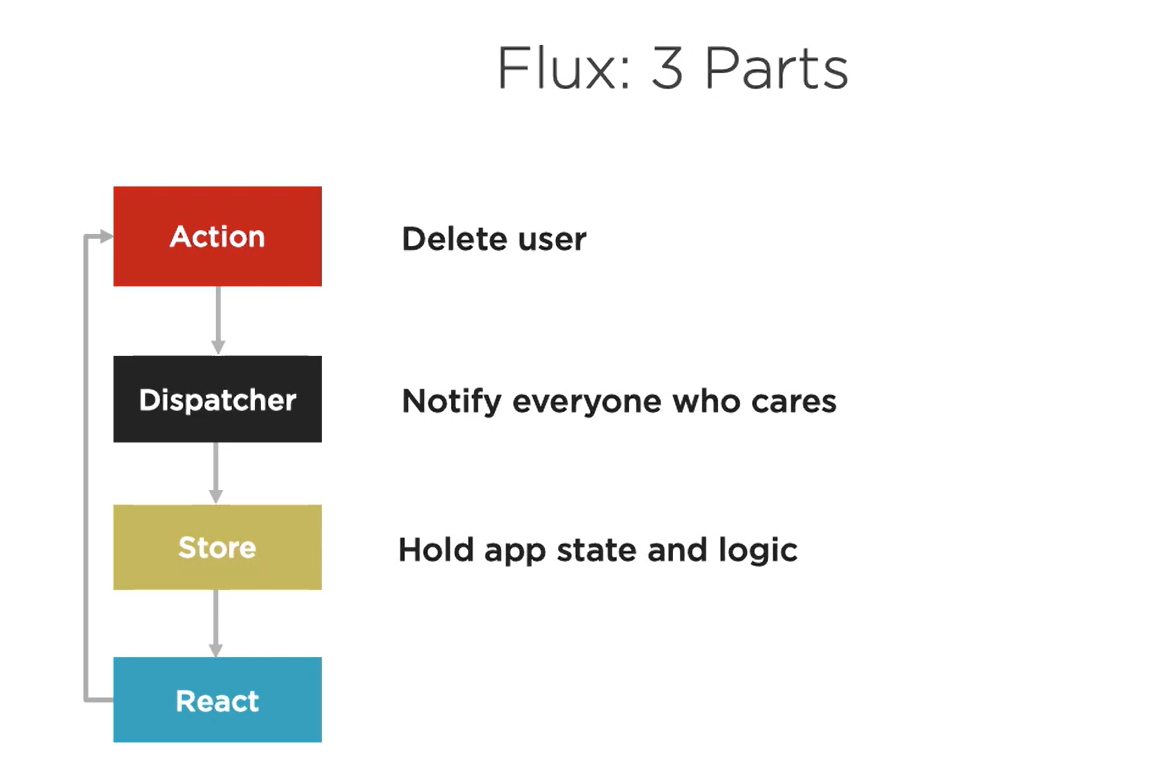 Flux: 3 Parts
Action
Delete user
Dispatcher
Notify everyone who cares
Store
Hold app state and logic
React